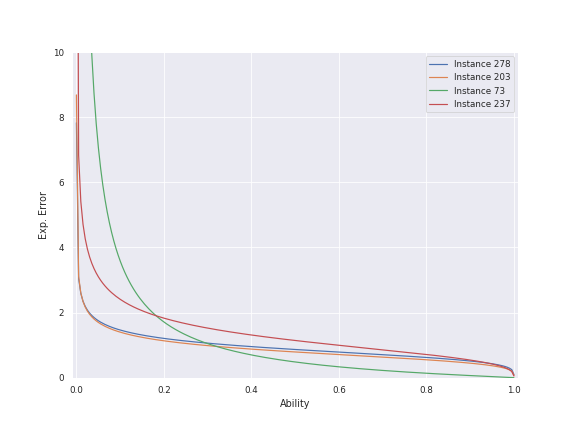 10
8
6
4
2
0
Exp. Error
0.0 0.2 0.4 0.6 0.8 1.0
Ability
Instance 278
Instance 203
Instance 73
Instance 237